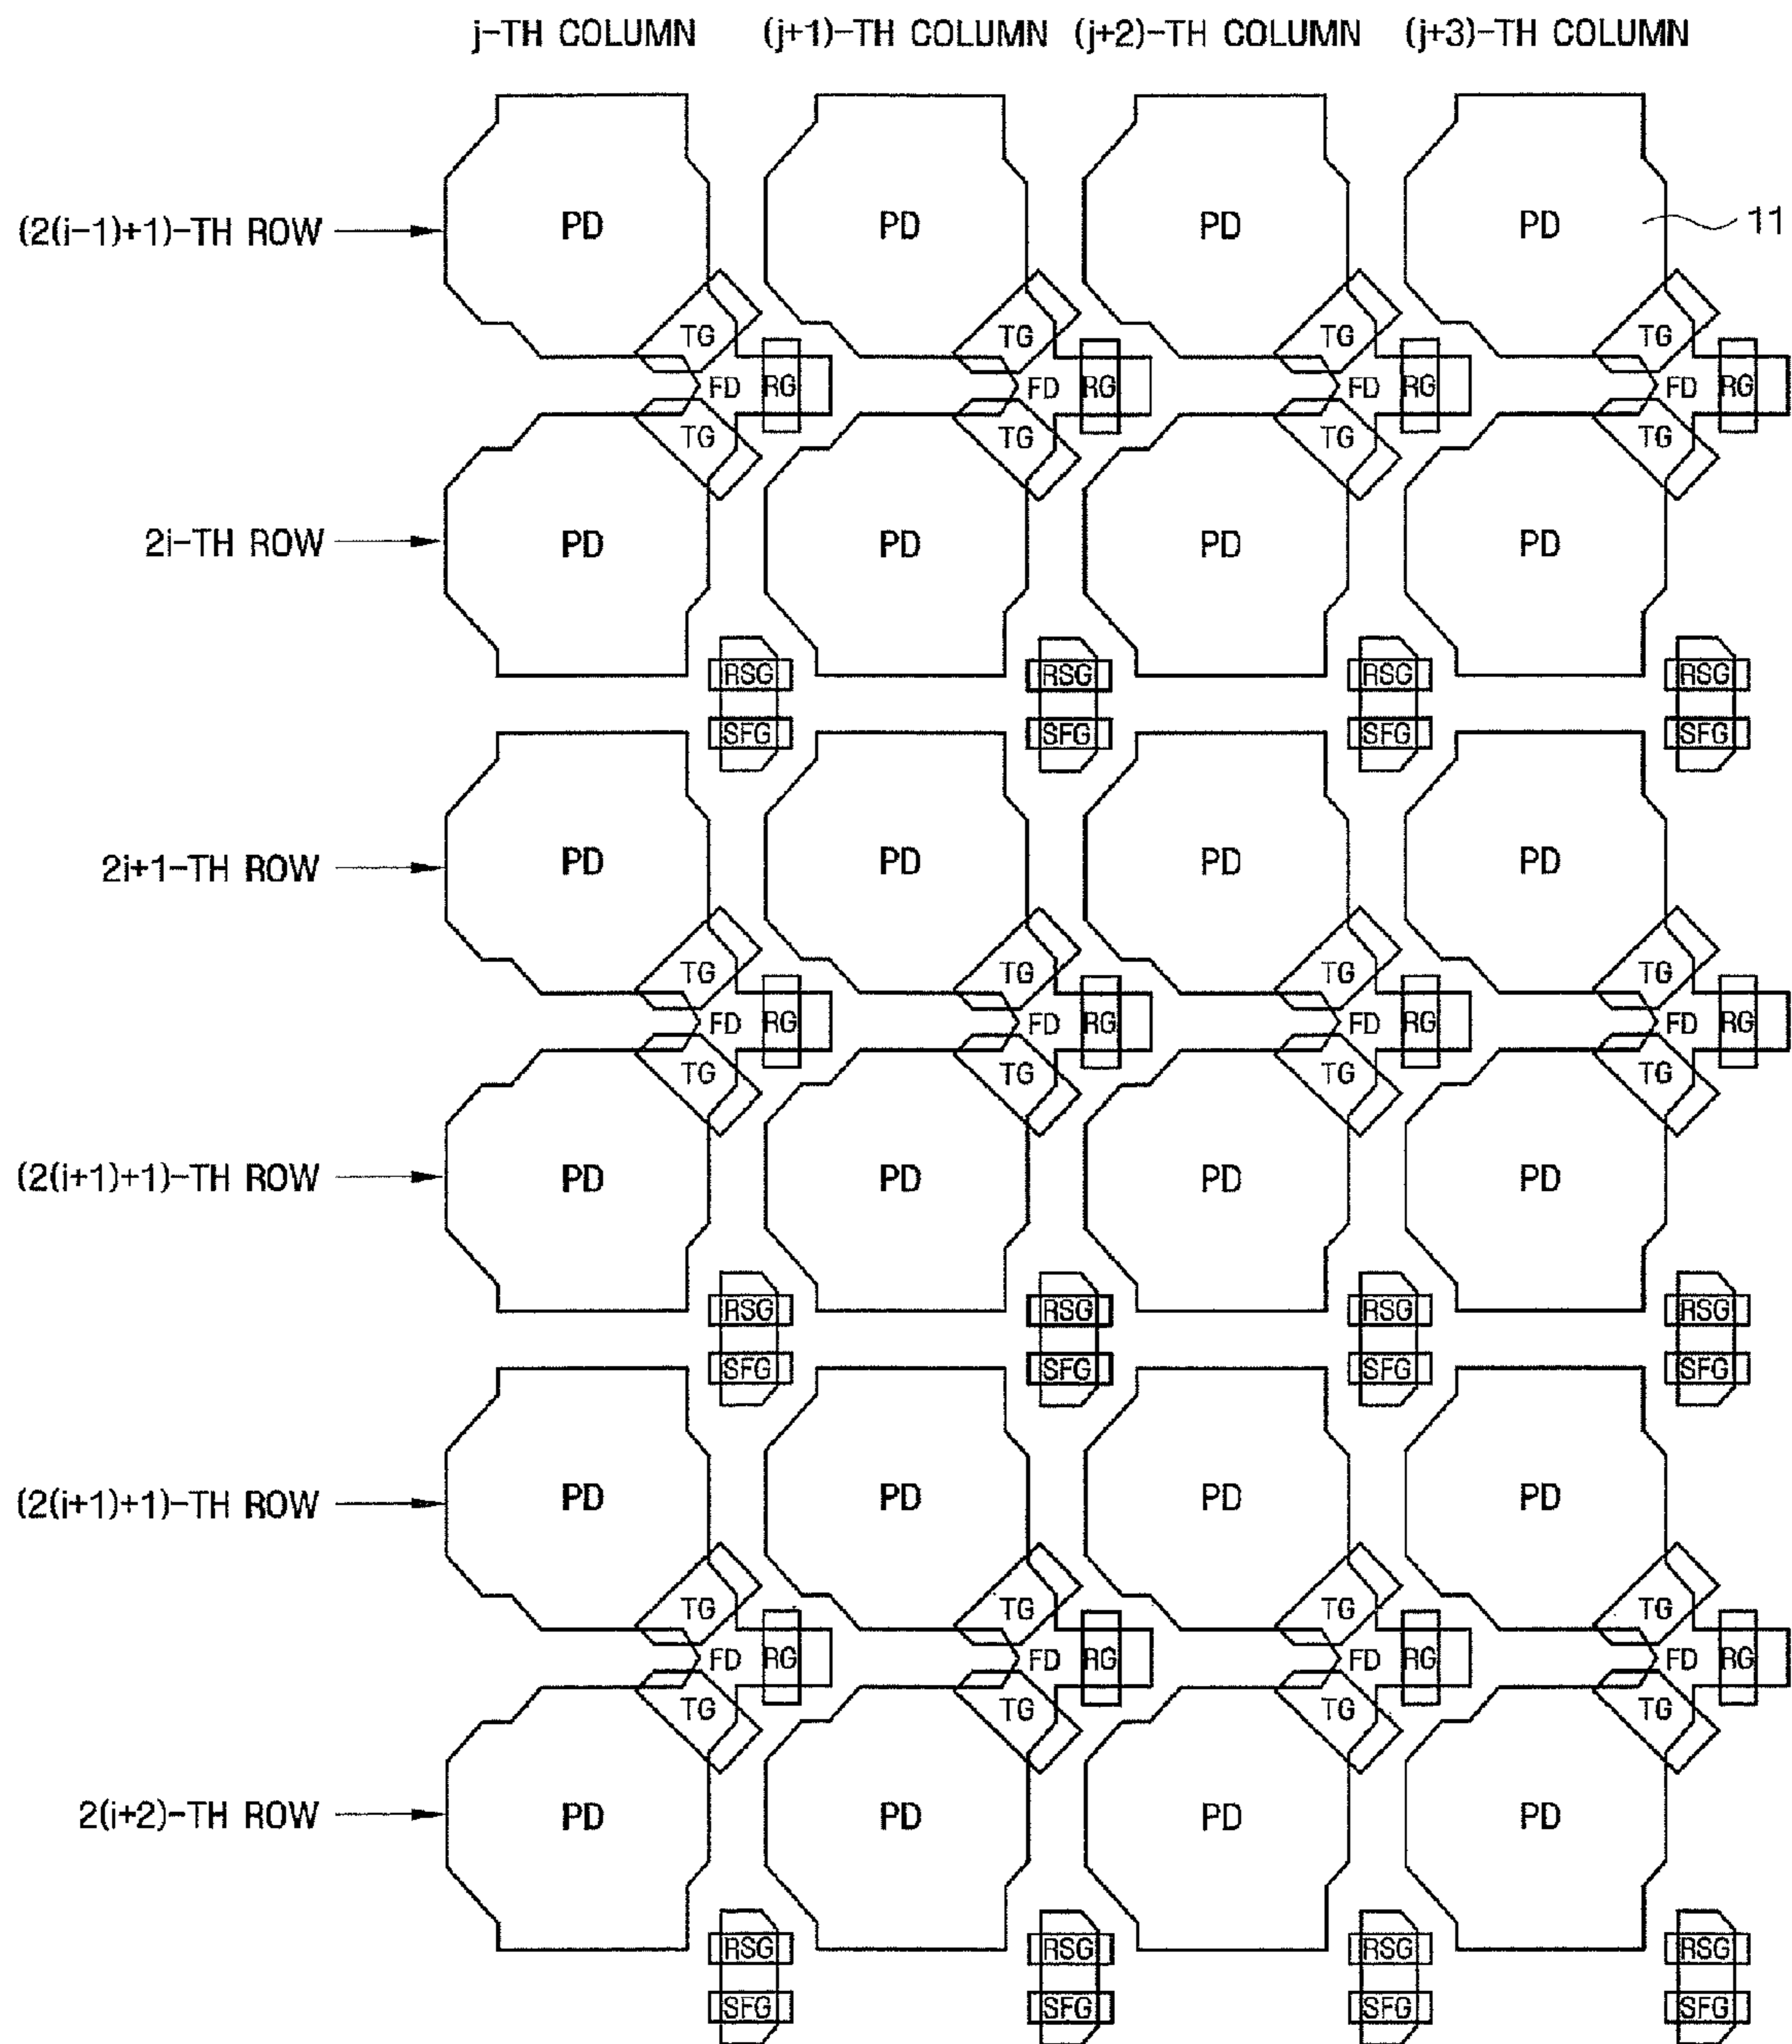 j-TH COLUMN (j+1)-TH COLUMN (j+2)-TH COLUMN (j+3)-TH COLUMN
(2(i-1)+1)-TH ROW PD PD PD PD 11
TG TG TG TG
FD RG FD RG FD RG FD RG
TG TG TG TG
2i-TH ROW PD PD PD PD
RSG RSG RSG RSG
SFG SFG SFG SFG
2i+1-TH ROW PD PD PD PD
TG TG TG TG
FD RG FD RG FD RG FD RG
TG TG TG TG
(2(i+1)+1)-TH ROW PD PD PD PD
RSG RSG RSG RSG
SFG SFG SFG SFG
(2(i+1)+1)-TH ROW PD PD PD PD
TG TG TG TG
FD RG FD RG FD RG FD RG
TG TG TG TG
2(i+2)-TH ROW PD PD PD PD
RSG RSG RSG RSG
SFG SFG SFG SFG